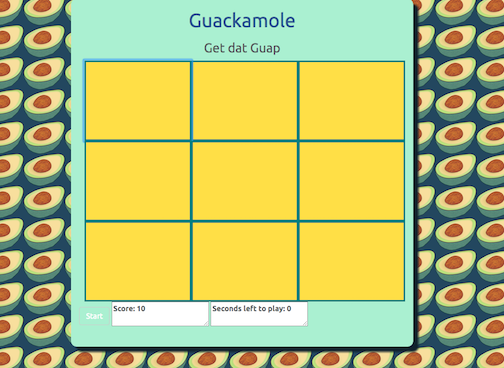 Guackamole
Get dat Guap
Start
Score: 10
Seconds left to play: 0